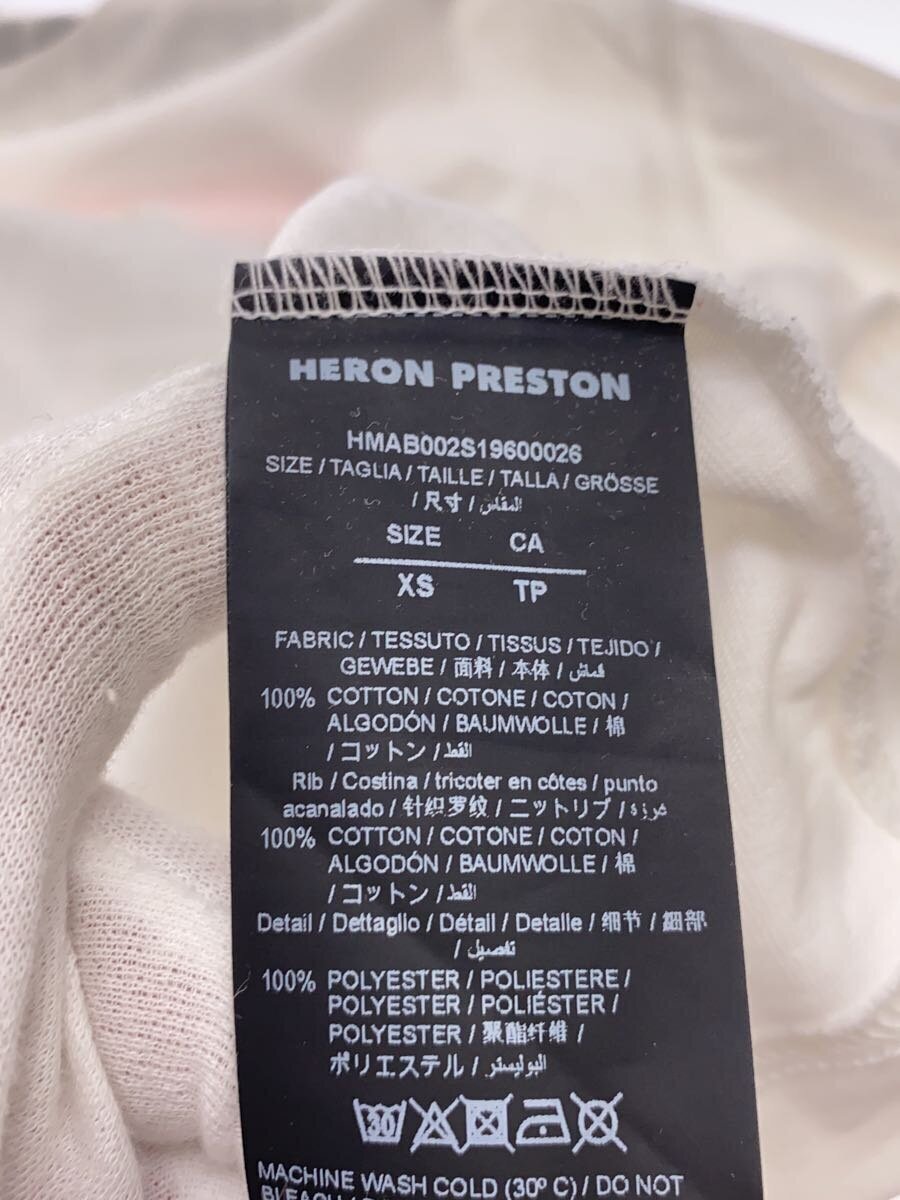 HERON PRESTON
HMAB002S19600026
SIZE / TAGLIA / TAILLE / TALLA / GRÖSSE
/ 尺寸 / المقاس
SIZE CA
XS TP
FABRIC / TESSUTO / TISSUS / TEJIDO /
GEWEBE / 面料 / 本体 / قماش
100% COTTON / COTONE / COTON /
ALGODÓN / BAUMWOLLE / 棉
/ コットン / القطن
Rib / Costina / tricoter en côtes / punto
acanalado / 针织罗纹 / ニットリブ / غرزة
100% COTTON / COTONE / COTON /
ALGODÓN / BAUMWOLLE / 棉
/ コットン / القطن
Detail / Dettaglio / Détail / Detalle / 细节 / 細部
/ تفاصيل
100% POLYESTER / POLIESTERE /
POLYESTER / POLIÉSTER /
POLYESTER / 聚酯纤维 /
ポリエステル / البوليستر
30
MACHINE WASH COLD (30º C) / DO NOT
BLEACH /